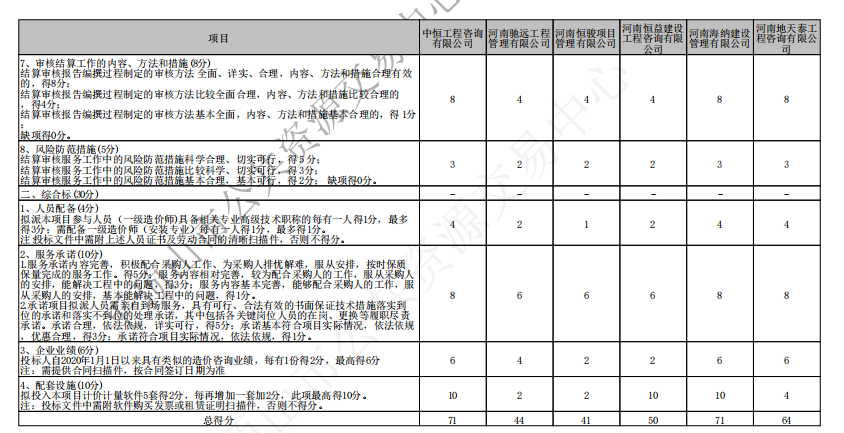 项目
中恒工程咨询
有限公司
河南驰远工程
管理有限公司
河南恒骏项目
管理有限公司
河南恒益建设
工程咨询有限
公司
河南海纳建设
管理有限公司
河南地天泰工
程咨询有限公
司
7、审核结算工作的内容、方法和措施(8分)
结算审核报告编撰过程制定的审核方法 全面、详实、合理，内容、方法和措施合理有效
的，得8分；
结算审核报告编撰过程制定的审核方法比较全面合理，内容、方法和措施比较合理的
，得4分；
结算审核报告编撰过程制定的审核方法基本全面，内容、方法和措施基本合理的，得 1分
；
缺项得0分。
8 4 4 4 8 8
8、风险防范措施(5分)
结算审核服务工作中的风险防范措施科学合理、切实可行，得 5 分；
结算审核服务工作中的风险防范措施比较科学、切实可行，得 3分；
结算审核服务工作中的风险防范措施基本合理，基本可行，得 2分； 缺项得0分。
3 2 2 2 3 3
二、综合标(30分) – – – – – –
1、人员配备(4分)
拟派本项目参与人员（一级造价师)具备相关专业高级技术职称的每有一人得1分，最多
得3分；需配备一级造价师（安装专业)每有一人得1分，最多得1分。
注:投标文件中需附上述人员证书及劳动合同的清晰扫描件，否则不得分。
4 2 1 2 4 4
2、服务承诺(10分)
1.服务承诺内容完善，积极配合采购人工作、为采购人排忧解难，服从安排，按时保质
保量完成的服务工作。得5分；服务内容相对完善，较为配合采购人的工作，服从采购人
的安排，能解决工程中的问题，得3分；服务内容基本完善，能够配合采购人的工作，服
从采购人的安排，基本能解决工程中的问题，得1分。
2.承诺项目拟派人员需亲自到场服务，具有可行、合法有效的书面保证技术措施落实到
位的承诺和落实不到位的处理承诺，其中包括各关键岗位人员的在岗、更换等履职尽责
承诺。承诺合理，依法依规，详实可行，得5分；承诺基本符合项目实际情况，依法依规
，优惠合理，得3分；承诺符合项目实际情况，依法依规，得1分。
8 6 6 6 8 8
3、企业业绩(6分)
投标人自2020年1月1日以来具有类似的造价咨询业绩，每有1份得2分，最高得6分
注：需提供合同扫描件，按合同签订日期为准
6 4 2 2 6 6
4、配套设施(10分)
拟投入本项目计价计量软件5套得2分，每再增加一套加2分，此项最高得10分。
注：投标文件中需附软件购买发票或租赁证明扫描件，否则不得分。
10 2 2 10 10 4
总得分 71 44 41 50 71 64